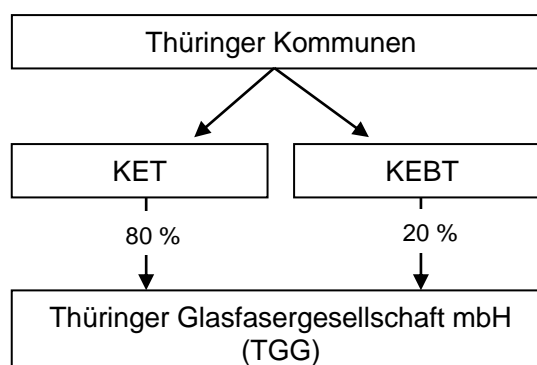 Thüringer Kommunen
KET
KEBT
80 %
20 %
Thüringer Glasfasergesellschaft mbH
(TGG)